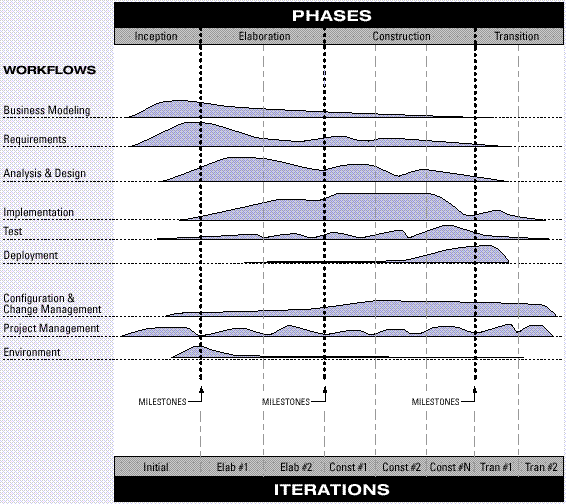 PHASES
Inception Elaboration Construction Transition
WORKFLOWS
Business Modeling
Requirements
Analysis & Design
Implementation
Test
Deployment
Configuration &
Change Management
Project Management
Environment
MILESTONES MILESTONES MILESTONES
Initial Elab #1 Elab #2 Const #1 Const #2 Const #N Tran #1 Tran #2
ITERATIONS